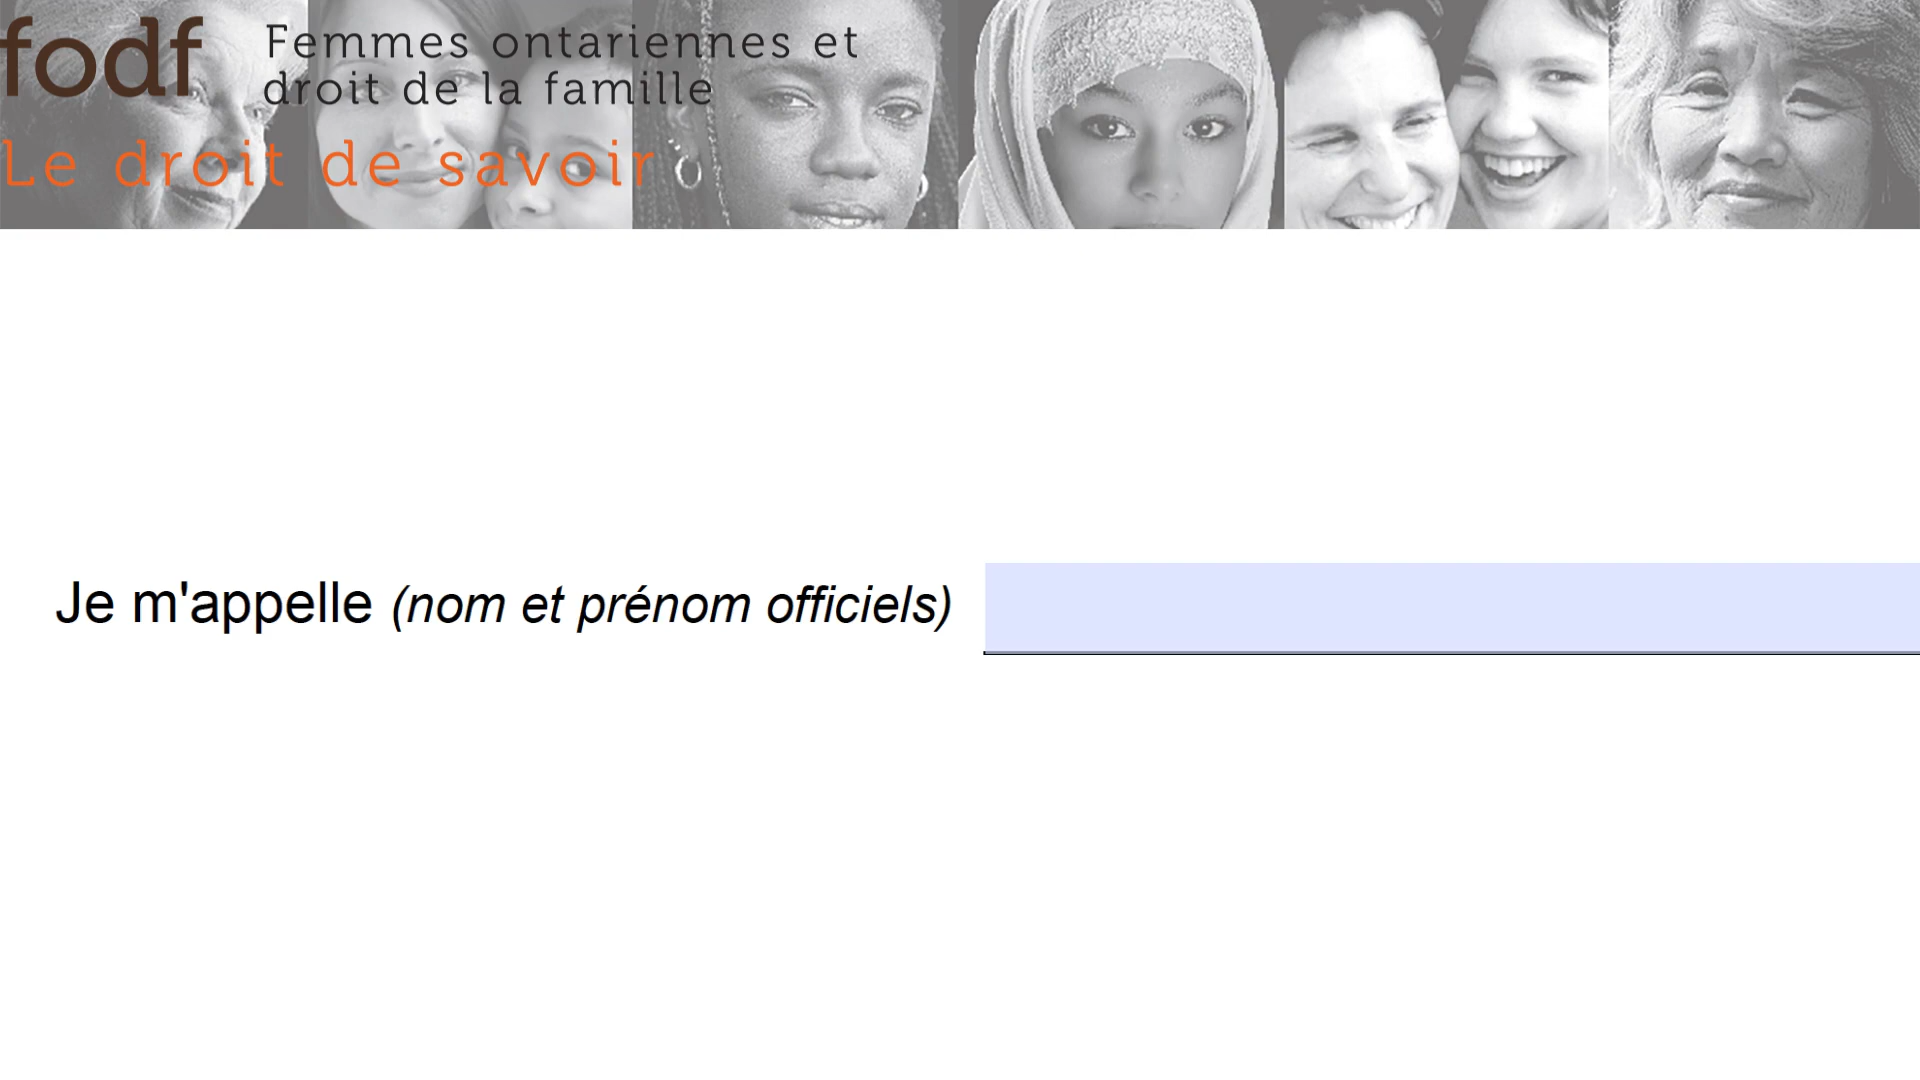 fodf
Femmes ontariennes et
droit de la famille
Le droit de savoir
Je m'appelle (nom et prénom officiels)